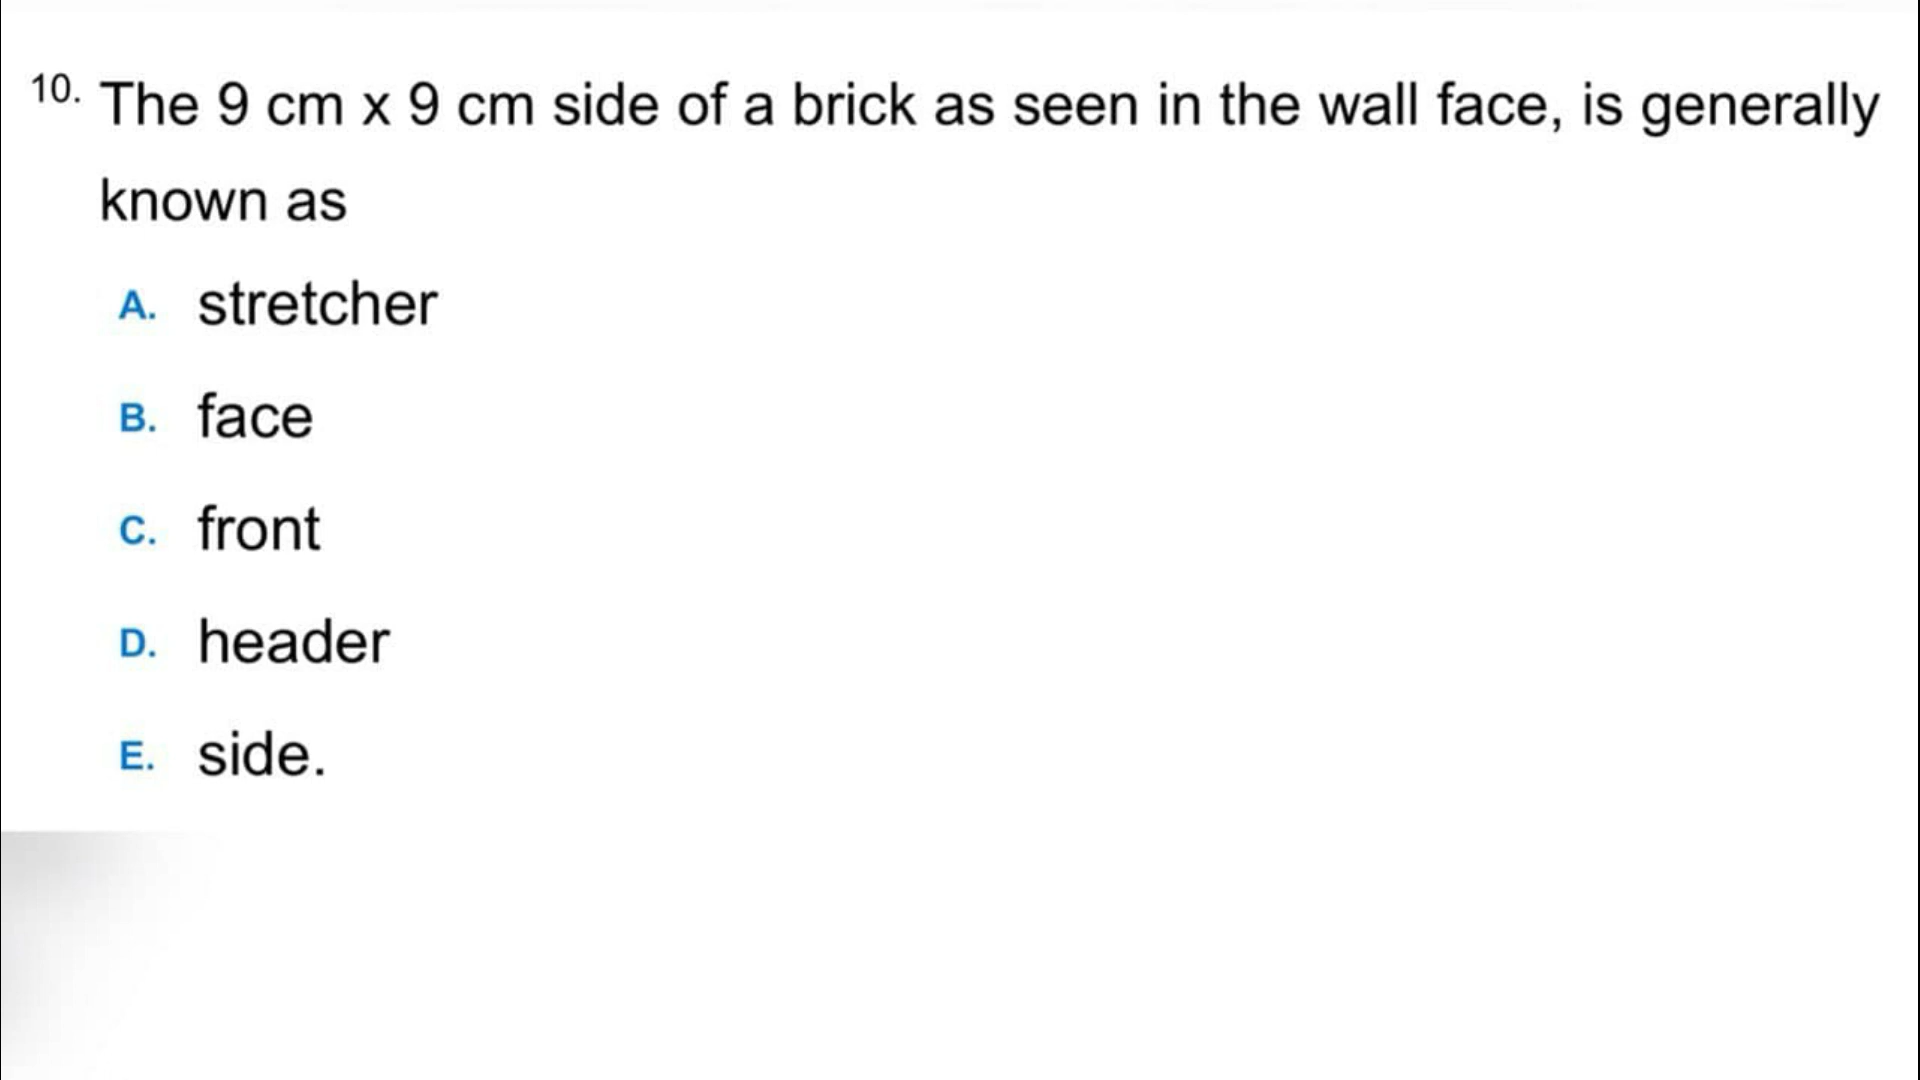 10. The 9 cm x 9 cm side of a brick as seen in the wall face, is generally
known as
A. stretcher
B. face
C. front
D. header
E. side.